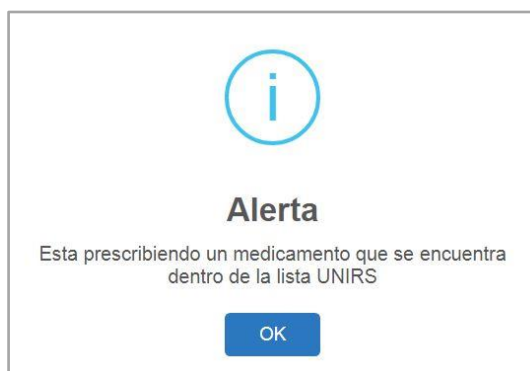 i
Alerta
Esta prescribiendo un medicamento que se encuentra
dentro de la lista UNIRS
OK